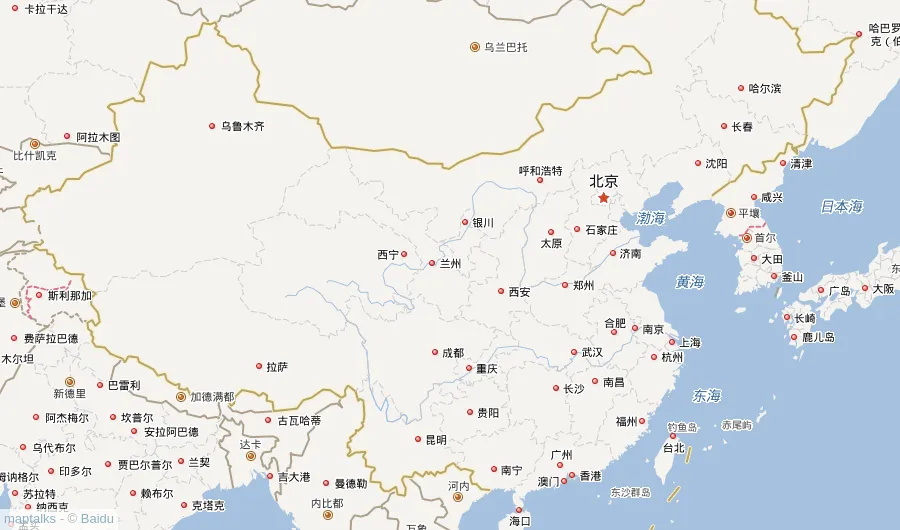 卡拉干达
哈巴罗
克（伯
乌兰巴托
哈尔滨
乌鲁木齐
长春
阿拉木图
比什凯克
沈阳
清津
呼和浩特
北京
咸兴
平壤
日本海
渤海
银川
石家庄
首尔
太原
西宁
兰州
济南
大田
釜山
黄海
斯利那加
西安
郑州
广岛
大阪
堡
长崎
合肥
南京
费萨拉巴德
上海
鹿儿岛
木尔坦
成都
武汉
杭州
拉萨
重庆
新德里
巴雷利
南昌
长沙
加德满都
东海
阿杰梅尔
坎普尔
古瓦哈蒂
贵阳
福州
钓鱼岛
赤尾屿
安拉阿巴德
昆明
乌代布尔
达卡
台北
广州
兰契
印多尔
贾巴尔普尔
南宁
香港
海讷格尔
吉大港
曼德勒
河内
澳门
苏拉特
赖布尔
东沙群岛
纳西克
克塔克
内比都
海口
maptalks - © Baidu
万象